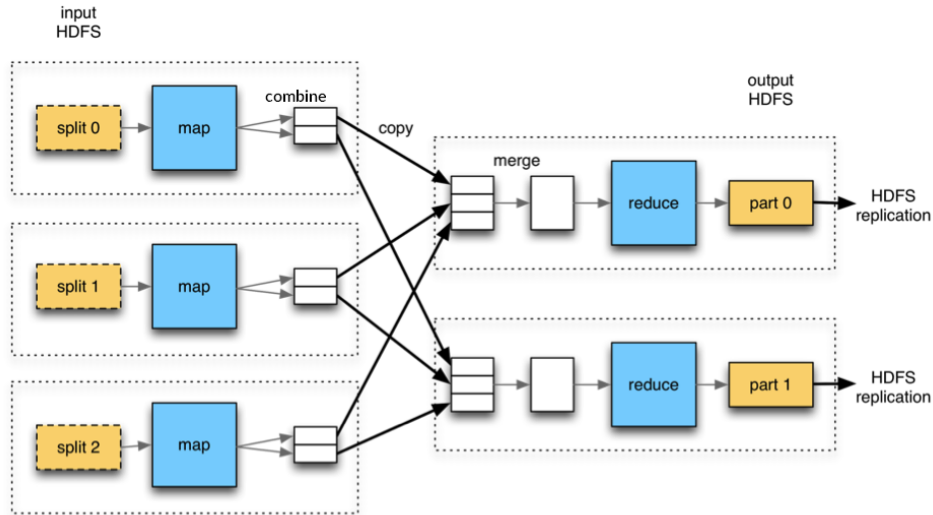 input
HDFS
combine
split 0
map
copy
output
HDFS
merge
reduce
part 0
HDFS
replication
split 1
map
reduce
part 1
HDFS
replication
split 2
map